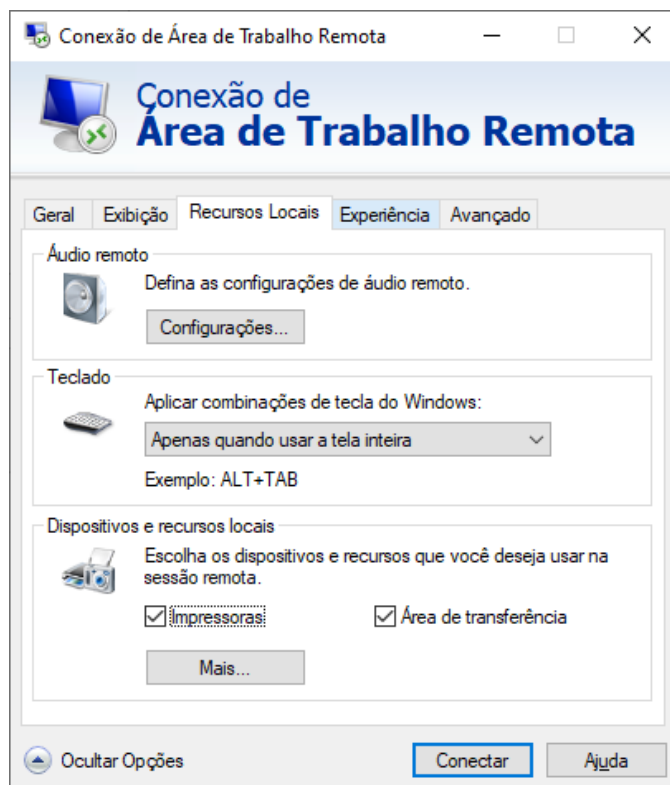 Conexão de Área de Trabalho Remota
Conexão de
Área de Trabalho Remota
Geral Exibição Recursos Locais Experiência Avançado
Áudio remoto
Defina as configurações de áudio remoto.
Configurações...
Teclado
Aplicar combinações de tecla do Windows:
Apenas quando usar a tela inteira
Exemplo: ALT+TAB
Dispositivos e recursos locais
Escolha os dispositivos e recursos que você deseja usar na
sessão remota.
Impressoras Área de transferência
Mais...
Ocultar Opções Conectar Ajuda